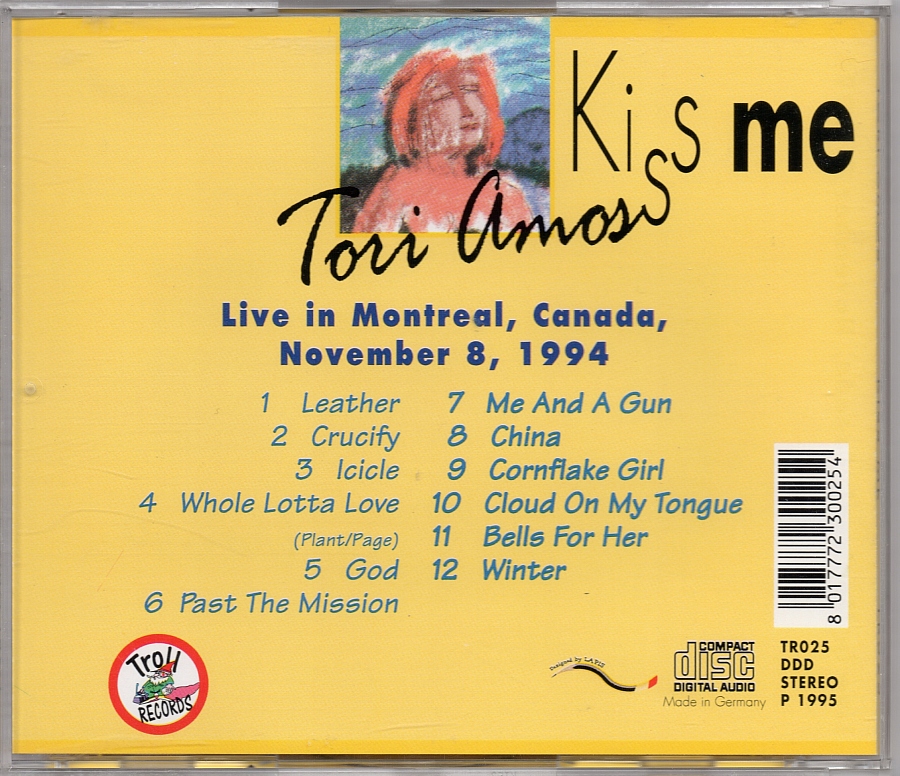 Kiss me
Tori Amos
Live in Montreal, Canada,
November 8, 1994
1 Leather
2 Crucify
3 Icicle
4 Whole Lotta Love
(Plant/Page)
5 God
6 Past The Mission
7 Me And A Gun
8 China
9 Cornflake Girl
10 Cloud On My Tongue
11 Bells For Her
12 Winter
8 017772 300254
Troll
RECORDS
Designed by LAPIS
COMPACT
disc
DIGITAL AUDIO
Made in Germany
TR025
DDD
STEREO
P 1995